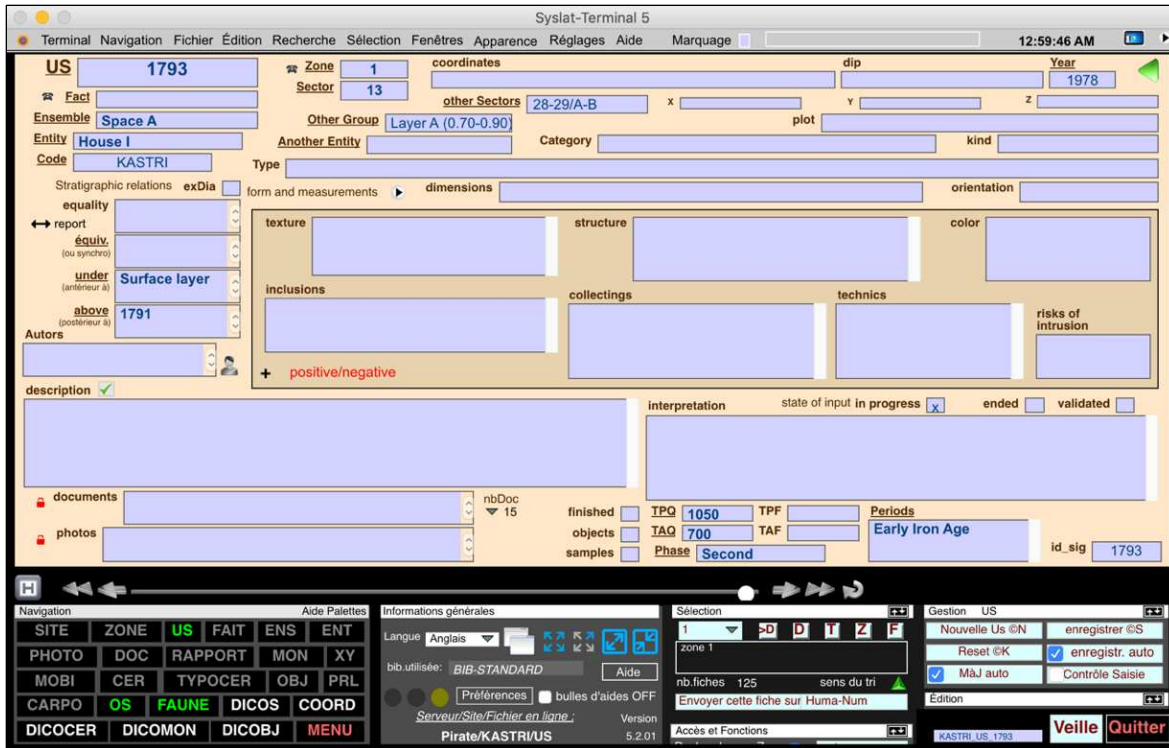 Syslat-Terminal 5
Terminal Navigation Fichier Édition Recherche Sélection Fenêtres Apparence Réglages Aide Marquage 12:59:46 AM
US 1793 Zone 1 coordinates dip Year 1978
Fact Sector 13
other Sectors 28-29/A-B X Y Z
Ensemble Space A Other Group Layer A (0.70-0.90) plot
Entity House I Another Entity Category kind
Code KASTRI Type
Stratigraphic relations exDia form and measurements dimensions orientation
equality
report
texture structure color
équiv.
(ou synchro)
under
(antérieur à)
Surface layer
inclusions collectings technics
above
(postérieur à)
1791
risks of
intrusion
Autors
+ positive/negative
description
interpretation state of input in progress x ended validated
documents nbDoc
15
finished TPQ 1050 TPF Periods
photos objects TAQ 700 TAF Early Iron Age
samples Phase Second id_sig 1793
H
Navigation Aide Palettes
SITE ZONE US FAIT ENS ENT
PHOTO DOC RAPPORT MON XY
MOBI CER TYPOCER OBJ PRL
CARPO OS FAUNE DICOS COORD
DICOCER DICOMON DICOBJ MENU
Informations générales
Langue Anglais
bib.utilisée: BIB-STANDARD Aide
Préférences bulles d'aides OFF
Serveur/Site/Fichier en ligne : Version
Pirate/KASTRI/US 5.2.01
Sélection
1 >D D T Z F
zone 1
nb.fiches 125 sens du tri
Envoyer cette fiche sur Huma-Num
Accès et Fonctions
Gestion US
Nouvelle Us ©N enregistrer ©S
Reset ©K enregistr. auto
MàJ auto Contrôle Saisie
Édition
KASTRI_US_1793 Veille Quitter